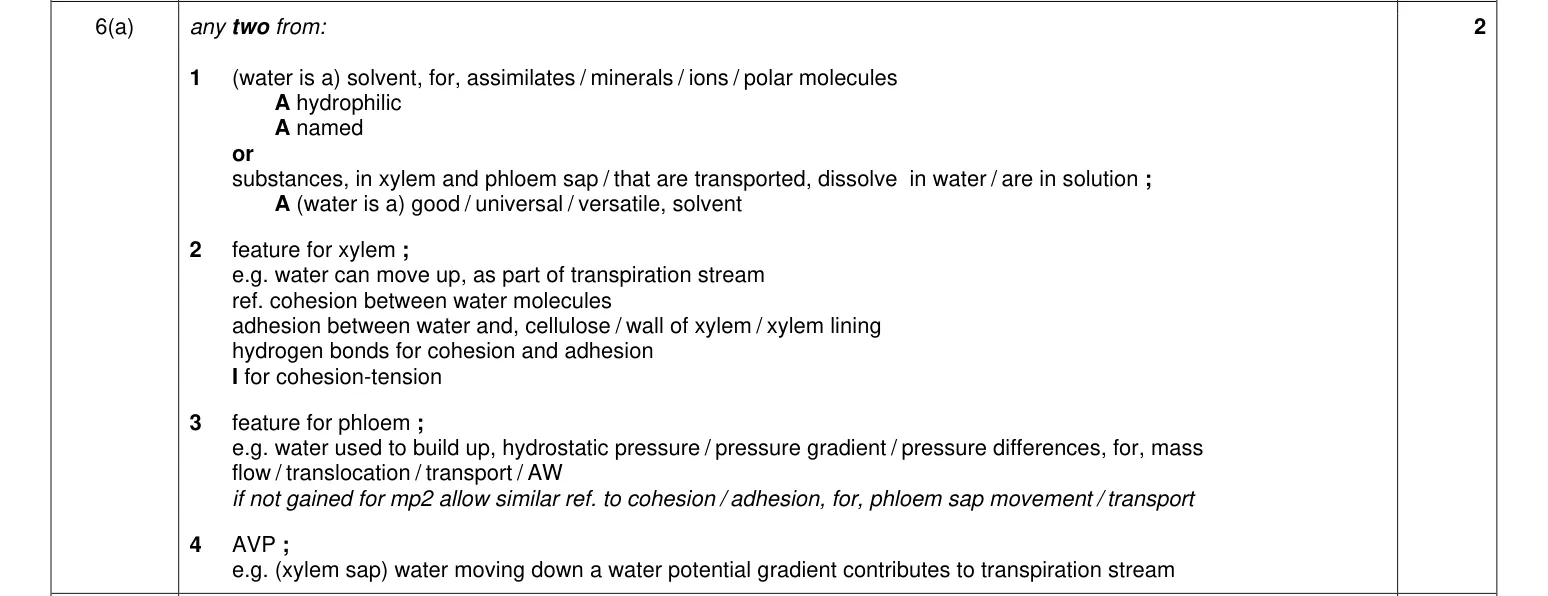 6(a) any two from: 2
1 (water is a) solvent, for, assimilates / minerals / ions / polar molecules
A hydrophilic
A named
or
substances, in xylem and phloem sap / that are transported, dissolve in water / are in solution ;
A (water is a) good / universal / versatile, solvent
2 feature for xylem ;
e.g. water can move up, as part of transpiration stream
ref. cohesion between water molecules
adhesion between water and, cellulose / wall of xylem / xylem lining
hydrogen bonds for cohesion and adhesion
I for cohesion-tension
3 feature for phloem ;
e.g. water used to build up, hydrostatic pressure / pressure gradient / pressure differences, for, mass
flow / translocation / transport / AW
if not gained for mp2 allow similar ref. to cohesion / adhesion, for, phloem sap movement / transport
4 AVP ;
e.g. (xylem sap) water moving down a water potential gradient contributes to transpiration stream